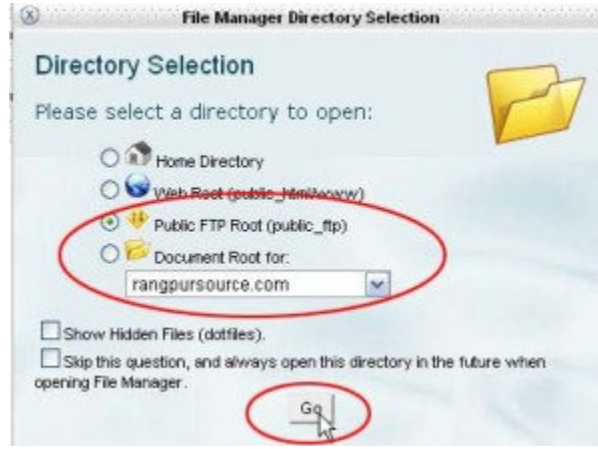 File Manager Directory Selection
Directory Selection
Please select a directory to open:
Home Directory
Web Root (public_html/www)
Public FTP Root (public_ftp)
Document Root for:
rangpursource.com
Show Hidden Files (dotfiles).
Skip this question, and always open this directory in the future when
opening File Manager.
Go